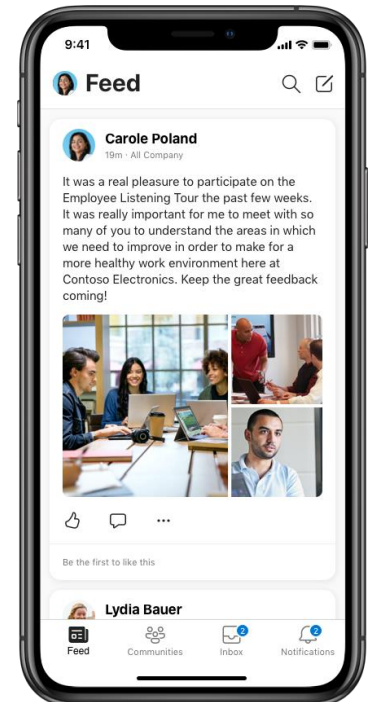 9:41
Feed
Carole Poland
19m · All Company
It was a real pleasure to participate on the
Employee Listening Tour the past few weeks.
It was really important for me to meet with so
many of you to understand the areas in which
we need to improve in order to make for a
more healthy work environment here at
Contoso Electronics. Keep the great feedback
coming!
Be the first to like this
Lydia Bauer
2
2
Feed
Communities
Inbox
Notifications